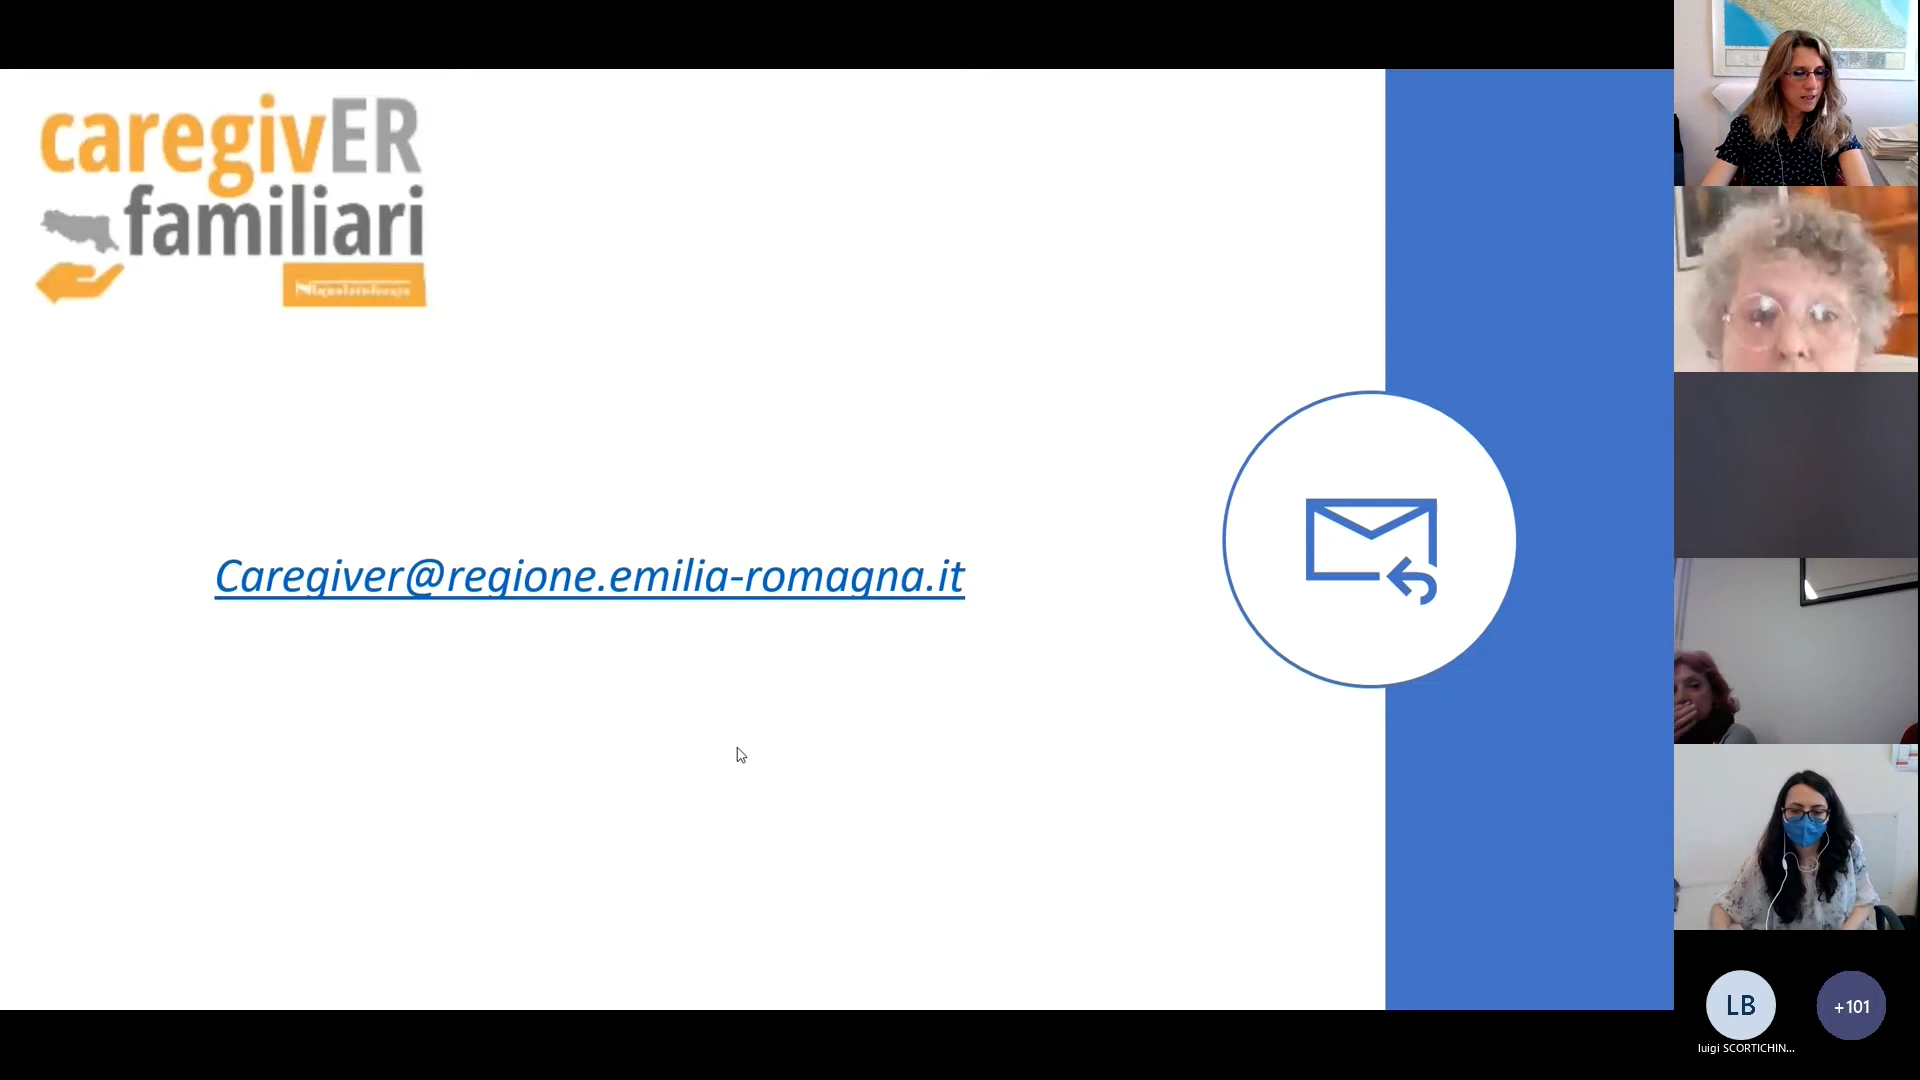 caregivER
familiari
Caregiver@regione.emilia-romagna.it
LB
+101
luigi SCORTICHIN...